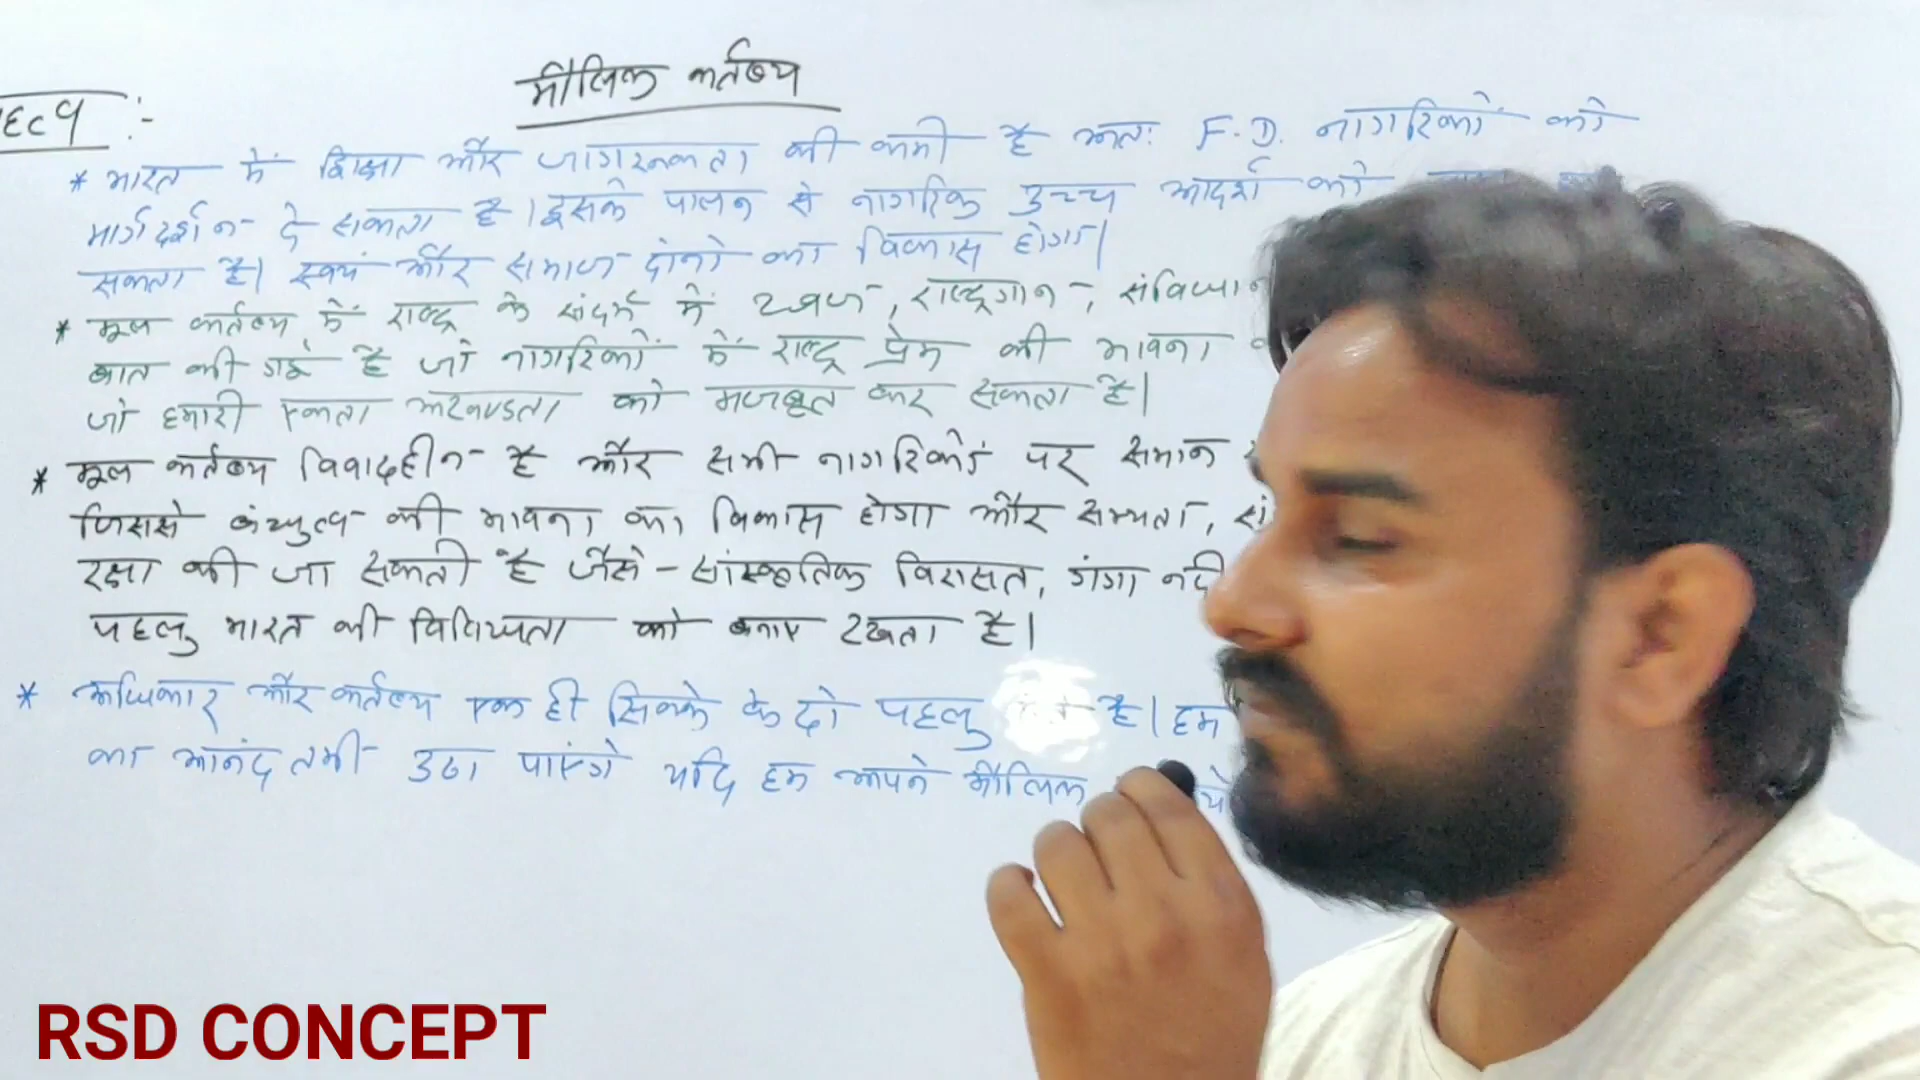 मौलिक कर्तव्य
महत्व :-
* भारत में शिक्षा और जागरूकता की कमी है अतः F.D. नागरिकों को
मार्गदर्शन दे सकता है। इसके पालन से नागरिक उच्च आदर्श को
सकता है। स्वयं और समाज दोनो का विकास होगा।
* मूल कर्तव्य में राष्ट्र के संदर्भ में ध्वज, राष्ट्रगान, संविधान
बात की गई है जो नागरिकों में राष्ट्र प्रेम की भावना
जो हमारी एकता अखण्डता को मजबूत कर सकता है।
* मूल कर्तव्य विवादहीन है और सभी नागरिकों पर समान
जिससे बंधुत्व की भावना का विकास होगा और सभ्यता,
रक्षा की जा सकती है जैसे - सांस्कृतिक विरासत, गंगा नदी
पहलु भारत की विविधता को बनाए रखता है।
* अधिकार और कर्तव्य एक ही सिक्के के दो पहलु है। हम
का आनंद तभी उठा पाएंगे यदि हम अपने मौलिक
RSD CONCEPT